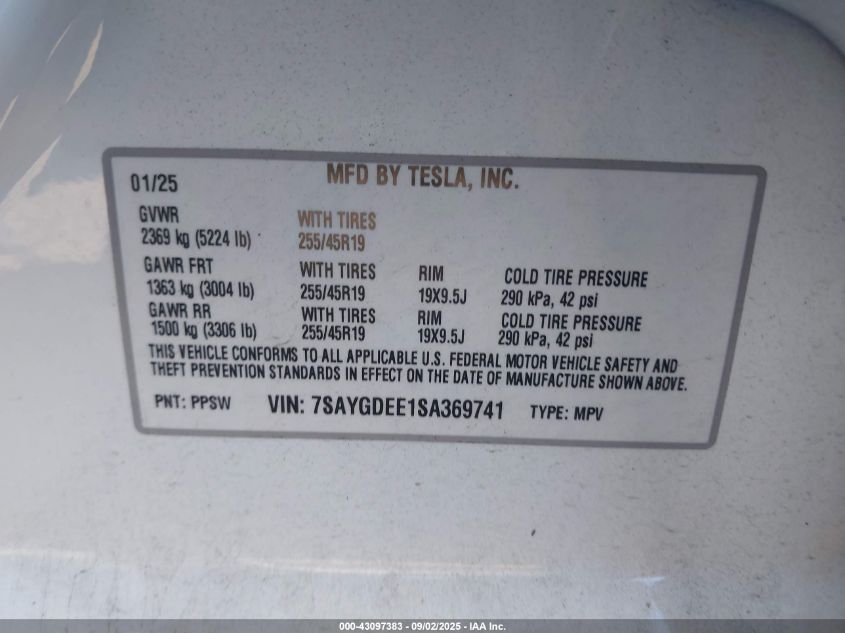 01/25 MFD BY TESLA, INC.
GVWR WITH TIRES
2369 kg (5224 lb) 255/45R19
GAWR FRT WITH TIRES RIM COLD TIRE PRESSURE
1363 kg (3004 lb) 255/45R19 19X9.5J 290 kPa, 42 psi
GAWR RR WITH TIRES RIM COLD TIRE PRESSURE
1500 kg (3306 lb) 255/45R19 19X9.5J 290 kPa, 42 psi
THIS VEHICLE CONFORMS TO ALL APPLICABLE U.S. FEDERAL MOTOR VEHICLE SAFETY AND
THEFT PREVENTION STANDARDS IN EFFECT ON THE DATE OF MANUFACTURE SHOWN ABOVE.
PNT: PPSW VIN: 7SAYGDEE1SA369741 TYPE: MPV
000-43097383 - 09/02/2025 - IAA Inc.